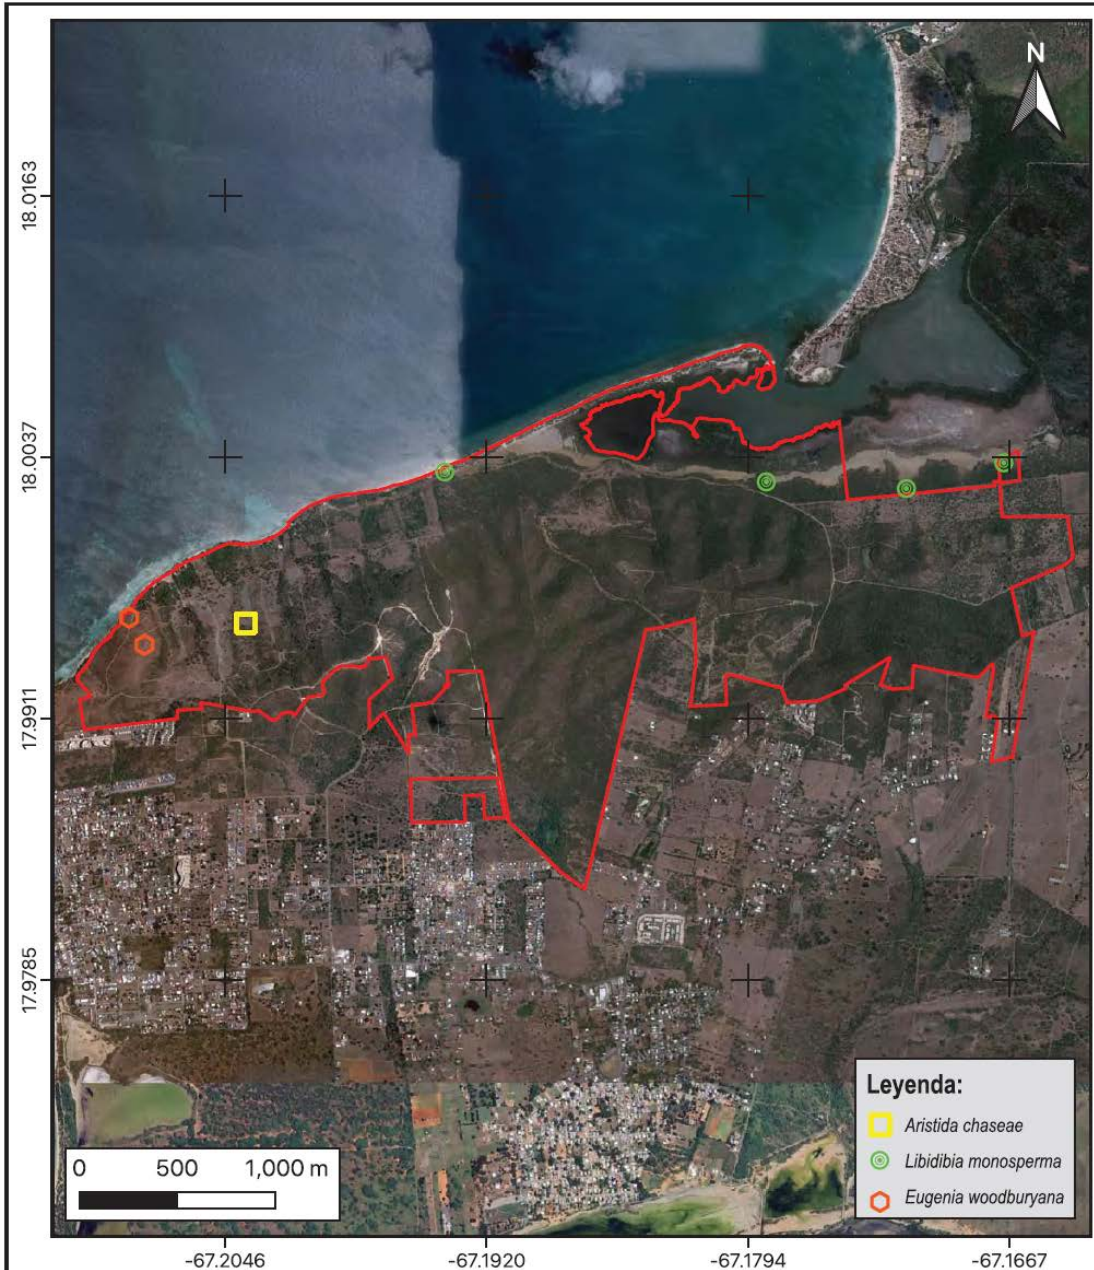 N
18.0163
18.0037
17.9911
17.9785
Leyenda:
Aristida chaseae
Libidibia monosperma
Eugenia woodburyana
0 500 1,000 m
-67.2046 -67.1920 -67.1794 -67.1667